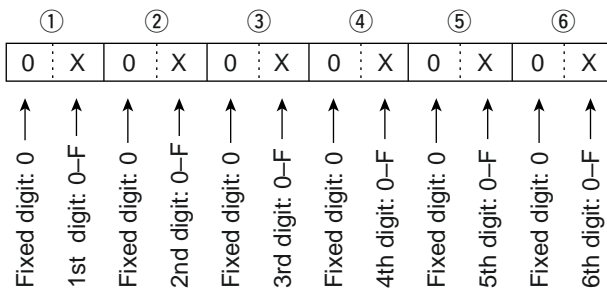 ① ② ③ ④ ⑤ ⑥
0 X 0 X 0 X 0 X 0 X 0 X
Fixed digit: 0
1st digit: 0–F
Fixed digit: 0
2nd digit: 0–F
Fixed digit: 0
3rd digit: 0–F
Fixed digit: 0
4th digit: 0–F
Fixed digit: 0
5th digit: 0–F
Fixed digit: 0
6th digit: 0–F